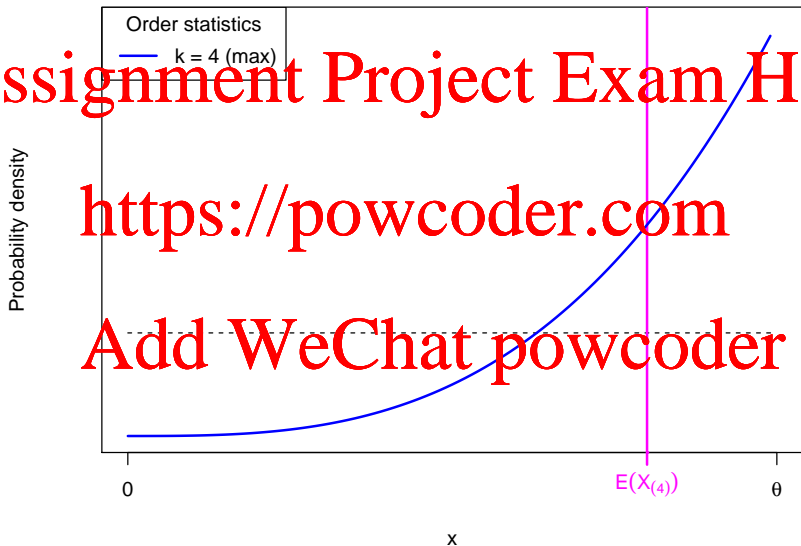 Order statistics
k = 4 (max)
ssignment Project Exam H
https://powcoder.com
Add WeChat powcoder
Probability density
0
E(X₍₄₎)
θ
x